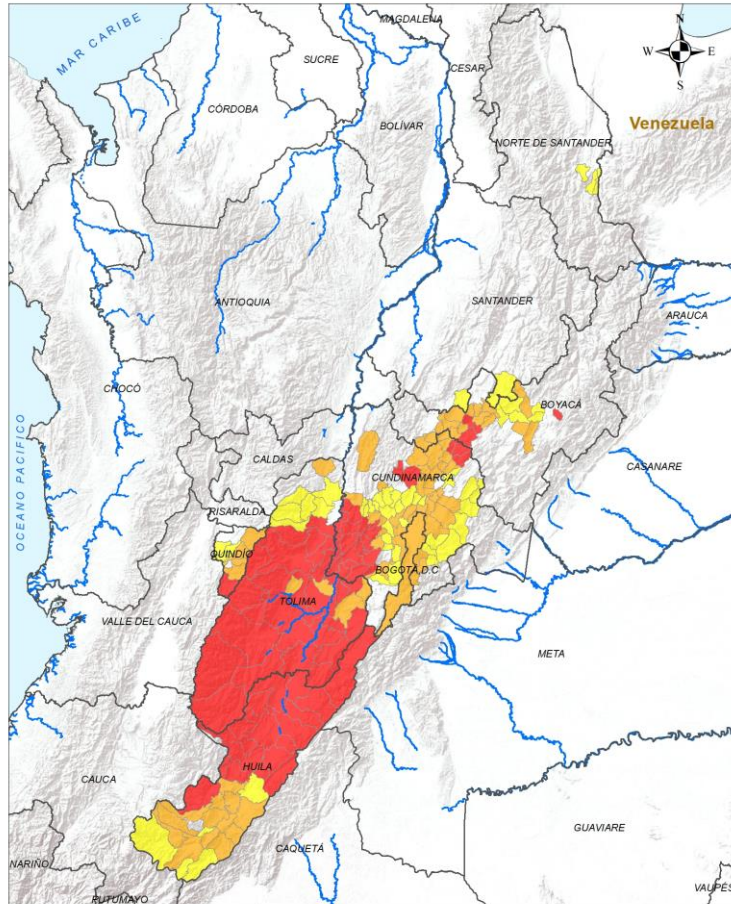 MAGDALENA
N
W E
S
MAR CARIBE
SUCRE
CESAR
CÓRDOBA
BOLÍVAR
Venezuela
NORTE DE SANTANDER
ANTIOQUIA
SANTANDER
ARAUCA
CHOCÓ
BOYACÁ
CALDAS
CUNDINAMARCA
CASANARE
OCEANO PACIFICO
RISARALDA
QUINDÍO
BOGOTÁ, D.C
TOLIMA
VALLE DEL CAUCA
META
HUILA
CAUCA
GUAVIARE
CAQUETÁ
NARIÑO
PUTUMAYO
VAUPÉS